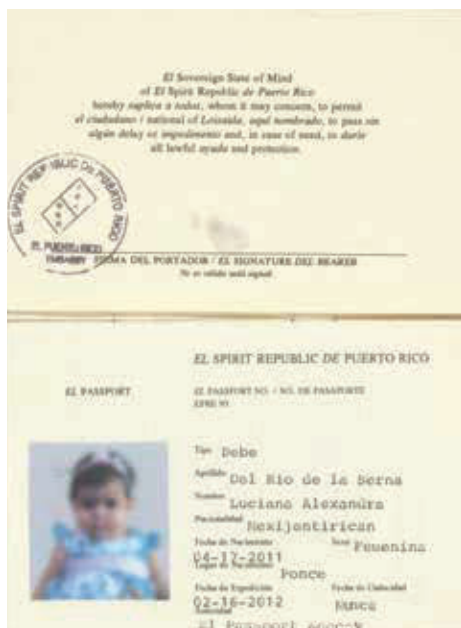 El Sovereign State of Mind
of El Spirit Republic de Puerto Rico
hereby suplica a todos, whom it may concern, to permit
el ciudadano / national of Loisaida, aquí nombrado, to pass sin
algún delay or impedimento and, in case of need, to darle
all lawful ayuda and protection.
EL SPIRIT REPUBLIC DE PUERTO RICO
EL PUERTO RICO
EMBASSY
FIRMA DEL PORTADOR / EL SIGNATURE DEL BEARER
No es valido until signed
EL SPIRIT REPUBLIC DE PUERTO RICO
EL PASSPORT
EL PASSPORT NO. / NO. DE PASAPORTE
Tipo Bebe
Apellido Del Rio de la Serna
Nombre Luciana Alexandra
Nacionalidad Mexijentirican
Fecha de Nacimiento Sexo Femenina
04-17-2011
Lugar de Nacimiento Ponce
Fecha de Expedición Fecha de Caducidad
02-16-2012 Nunca
El Passport